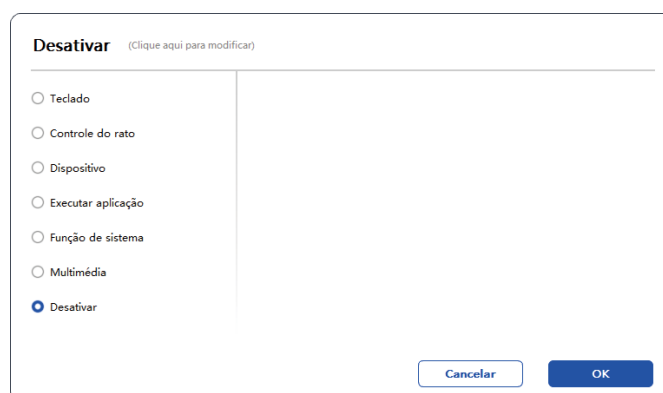 Desativar (Clique aqui para modificar)
Teclado
Controle do rato
Dispositivo
Executar aplicação
Função de sistema
Multimédia
Desativar
Cancelar OK